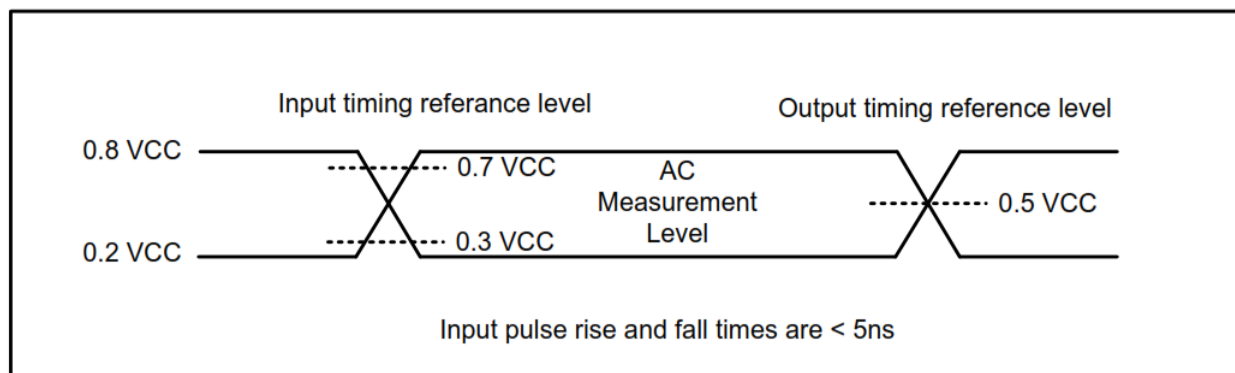 Input timing referance level
Output timing reference level
0.8 VCC
0.7 VCC
AC
Measurement
Level
0.5 VCC
0.3 VCC
0.2 VCC
Input pulse rise and fall times are < 5ns